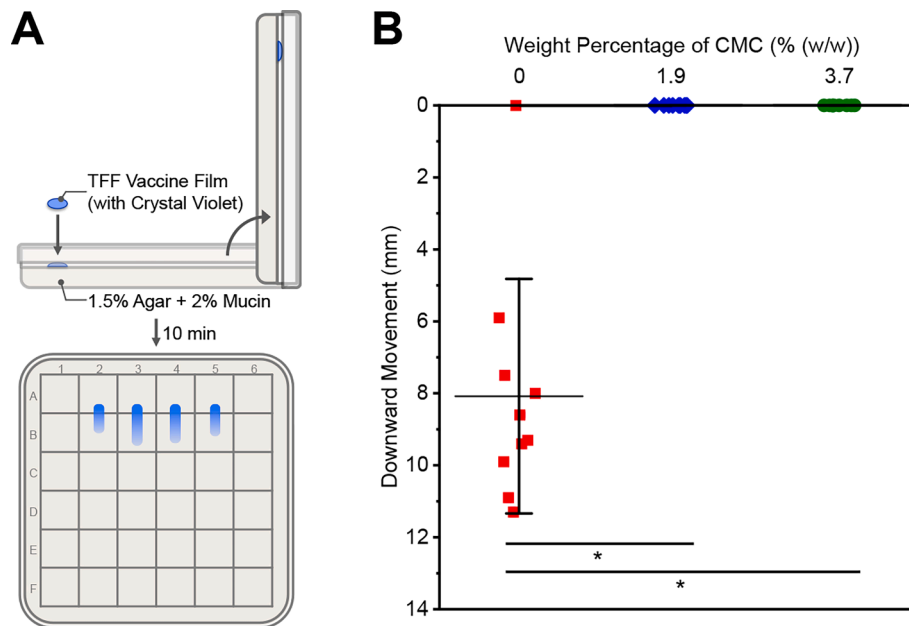 A
TFF Vaccine Film
(with Crystal Violet)
1.5% Agar + 2% Mucin
10 min
1 2 3 4 5 6
A
B
C
D
E
F
B
Weight Percentage of CMC (% (w/w))
0 1.9 3.7
Downward Movement (mm)
0
2
4
6
8
10
12
14
*
*